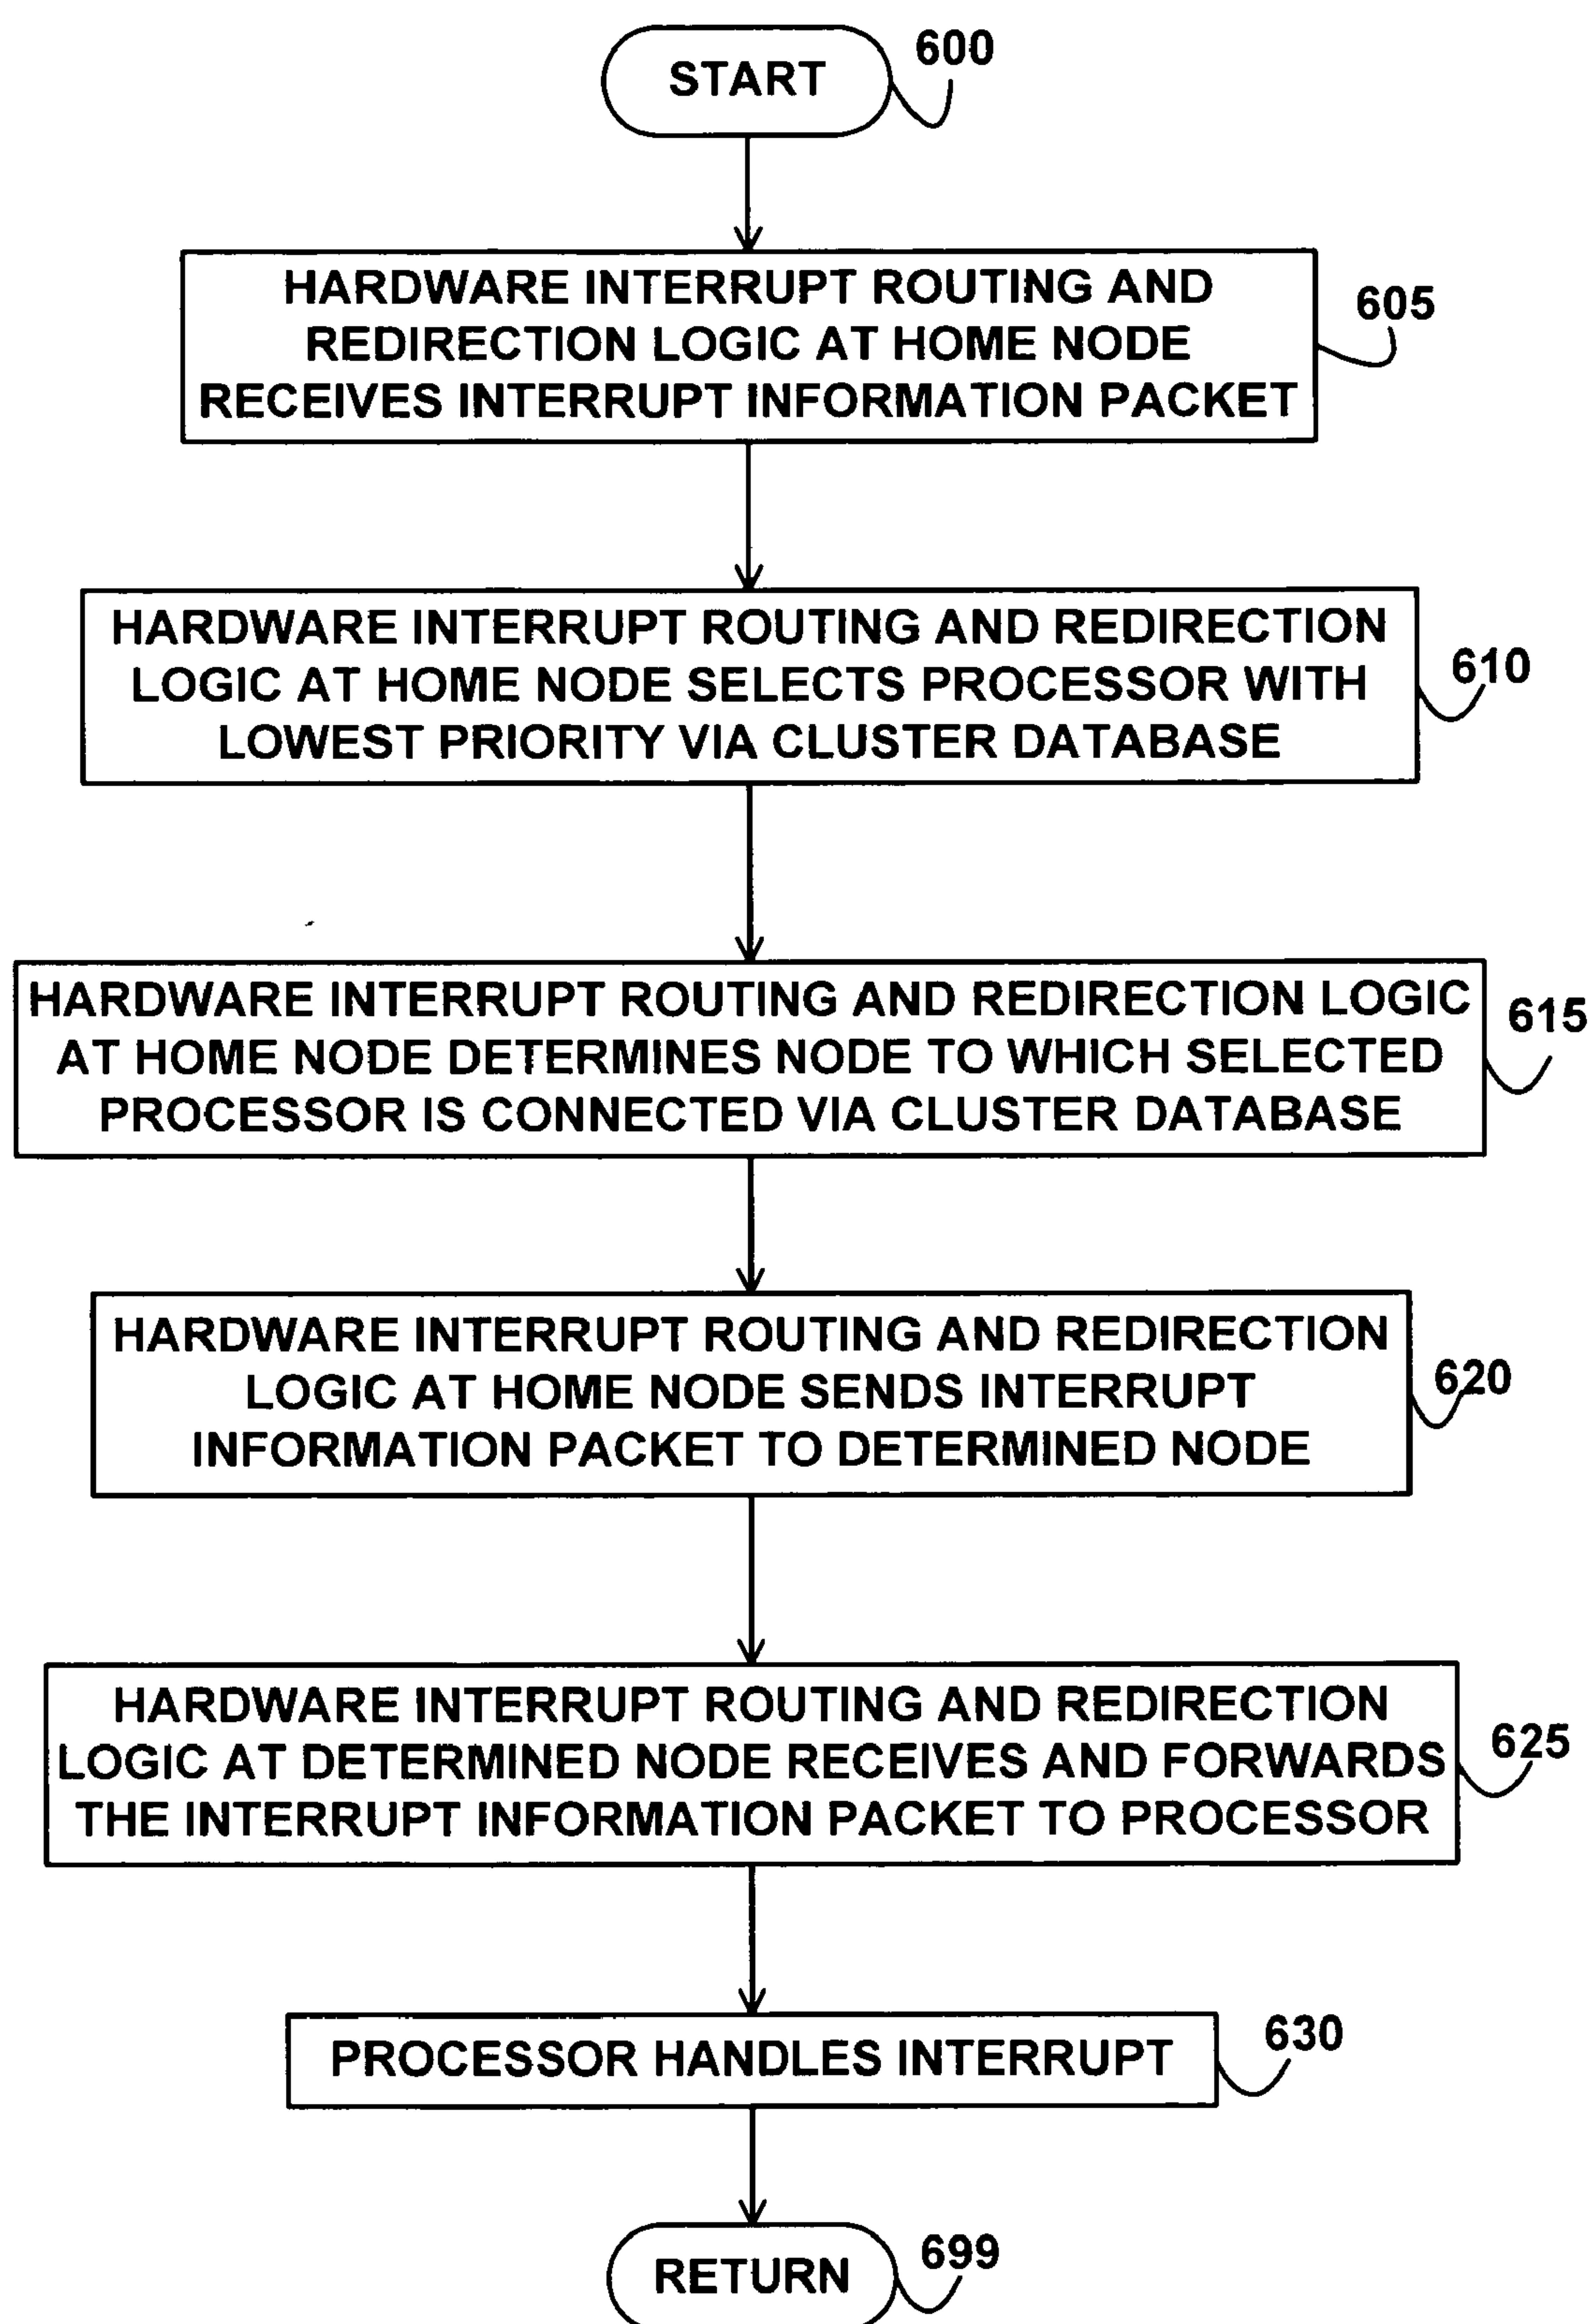 START
600
HARDWARE INTERRUPT ROUTING AND
REDIRECTION LOGIC AT HOME NODE
RECEIVES INTERRUPT INFORMATION PACKET
605
HARDWARE INTERRUPT ROUTING AND REDIRECTION
LOGIC AT HOME NODE SELECTS PROCESSOR WITH
LOWEST PRIORITY VIA CLUSTER DATABASE
610
HARDWARE INTERRUPT ROUTING AND REDIRECTION LOGIC
AT HOME NODE DETERMINES NODE TO WHICH SELECTED
PROCESSOR IS CONNECTED VIA CLUSTER DATABASE
615
HARDWARE INTERRUPT ROUTING AND REDIRECTION
LOGIC AT HOME NODE SENDS INTERRUPT
INFORMATION PACKET TO DETERMINED NODE
620
HARDWARE INTERRUPT ROUTING AND REDIRECTION
LOGIC AT DETERMINED NODE RECEIVES AND FORWARDS
THE INTERRUPT INFORMATION PACKET TO PROCESSOR
625
PROCESSOR HANDLES INTERRUPT
630
RETURN
699